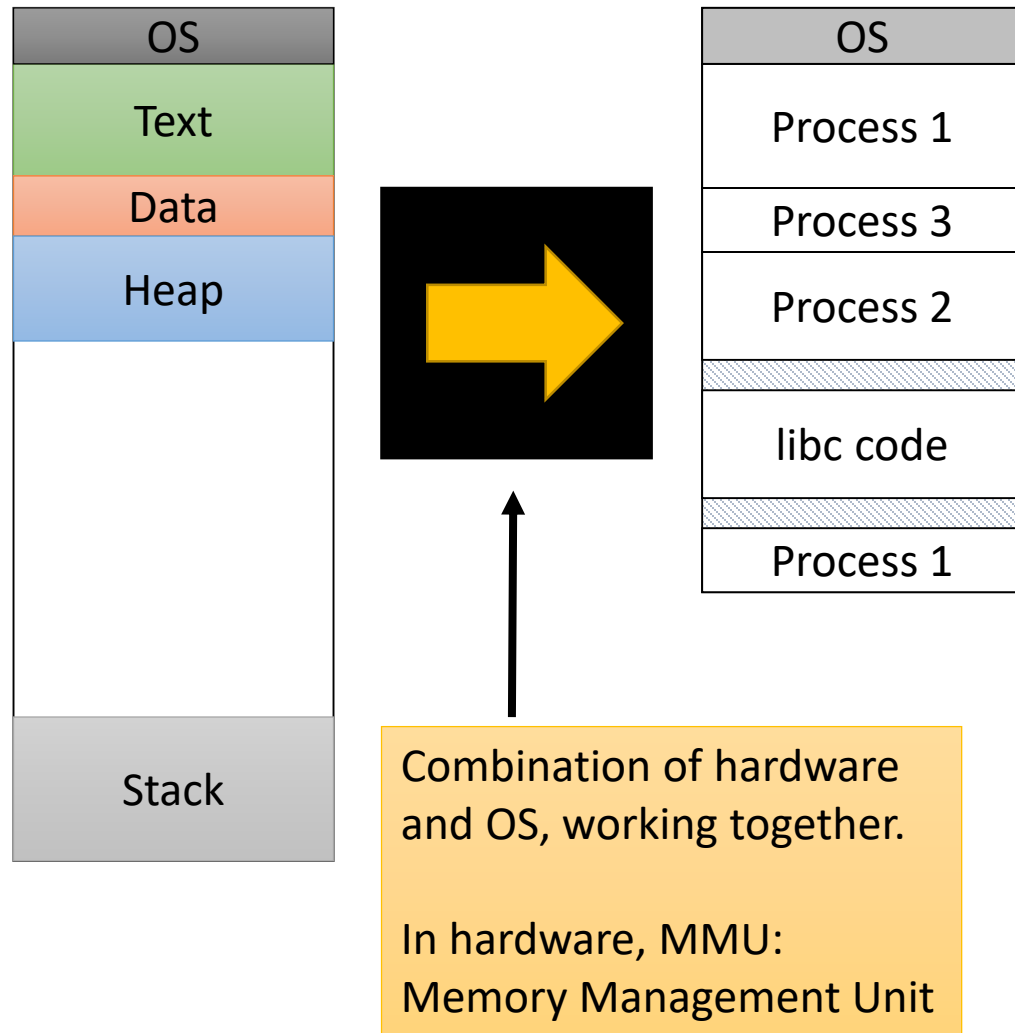 OS
Text
Data
Heap
Stack
OS
Process 1
Process 3
Process 2
libc code
Process 1
Combination of hardware
and OS, working together.
In hardware, MMU:
Memory Management Unit